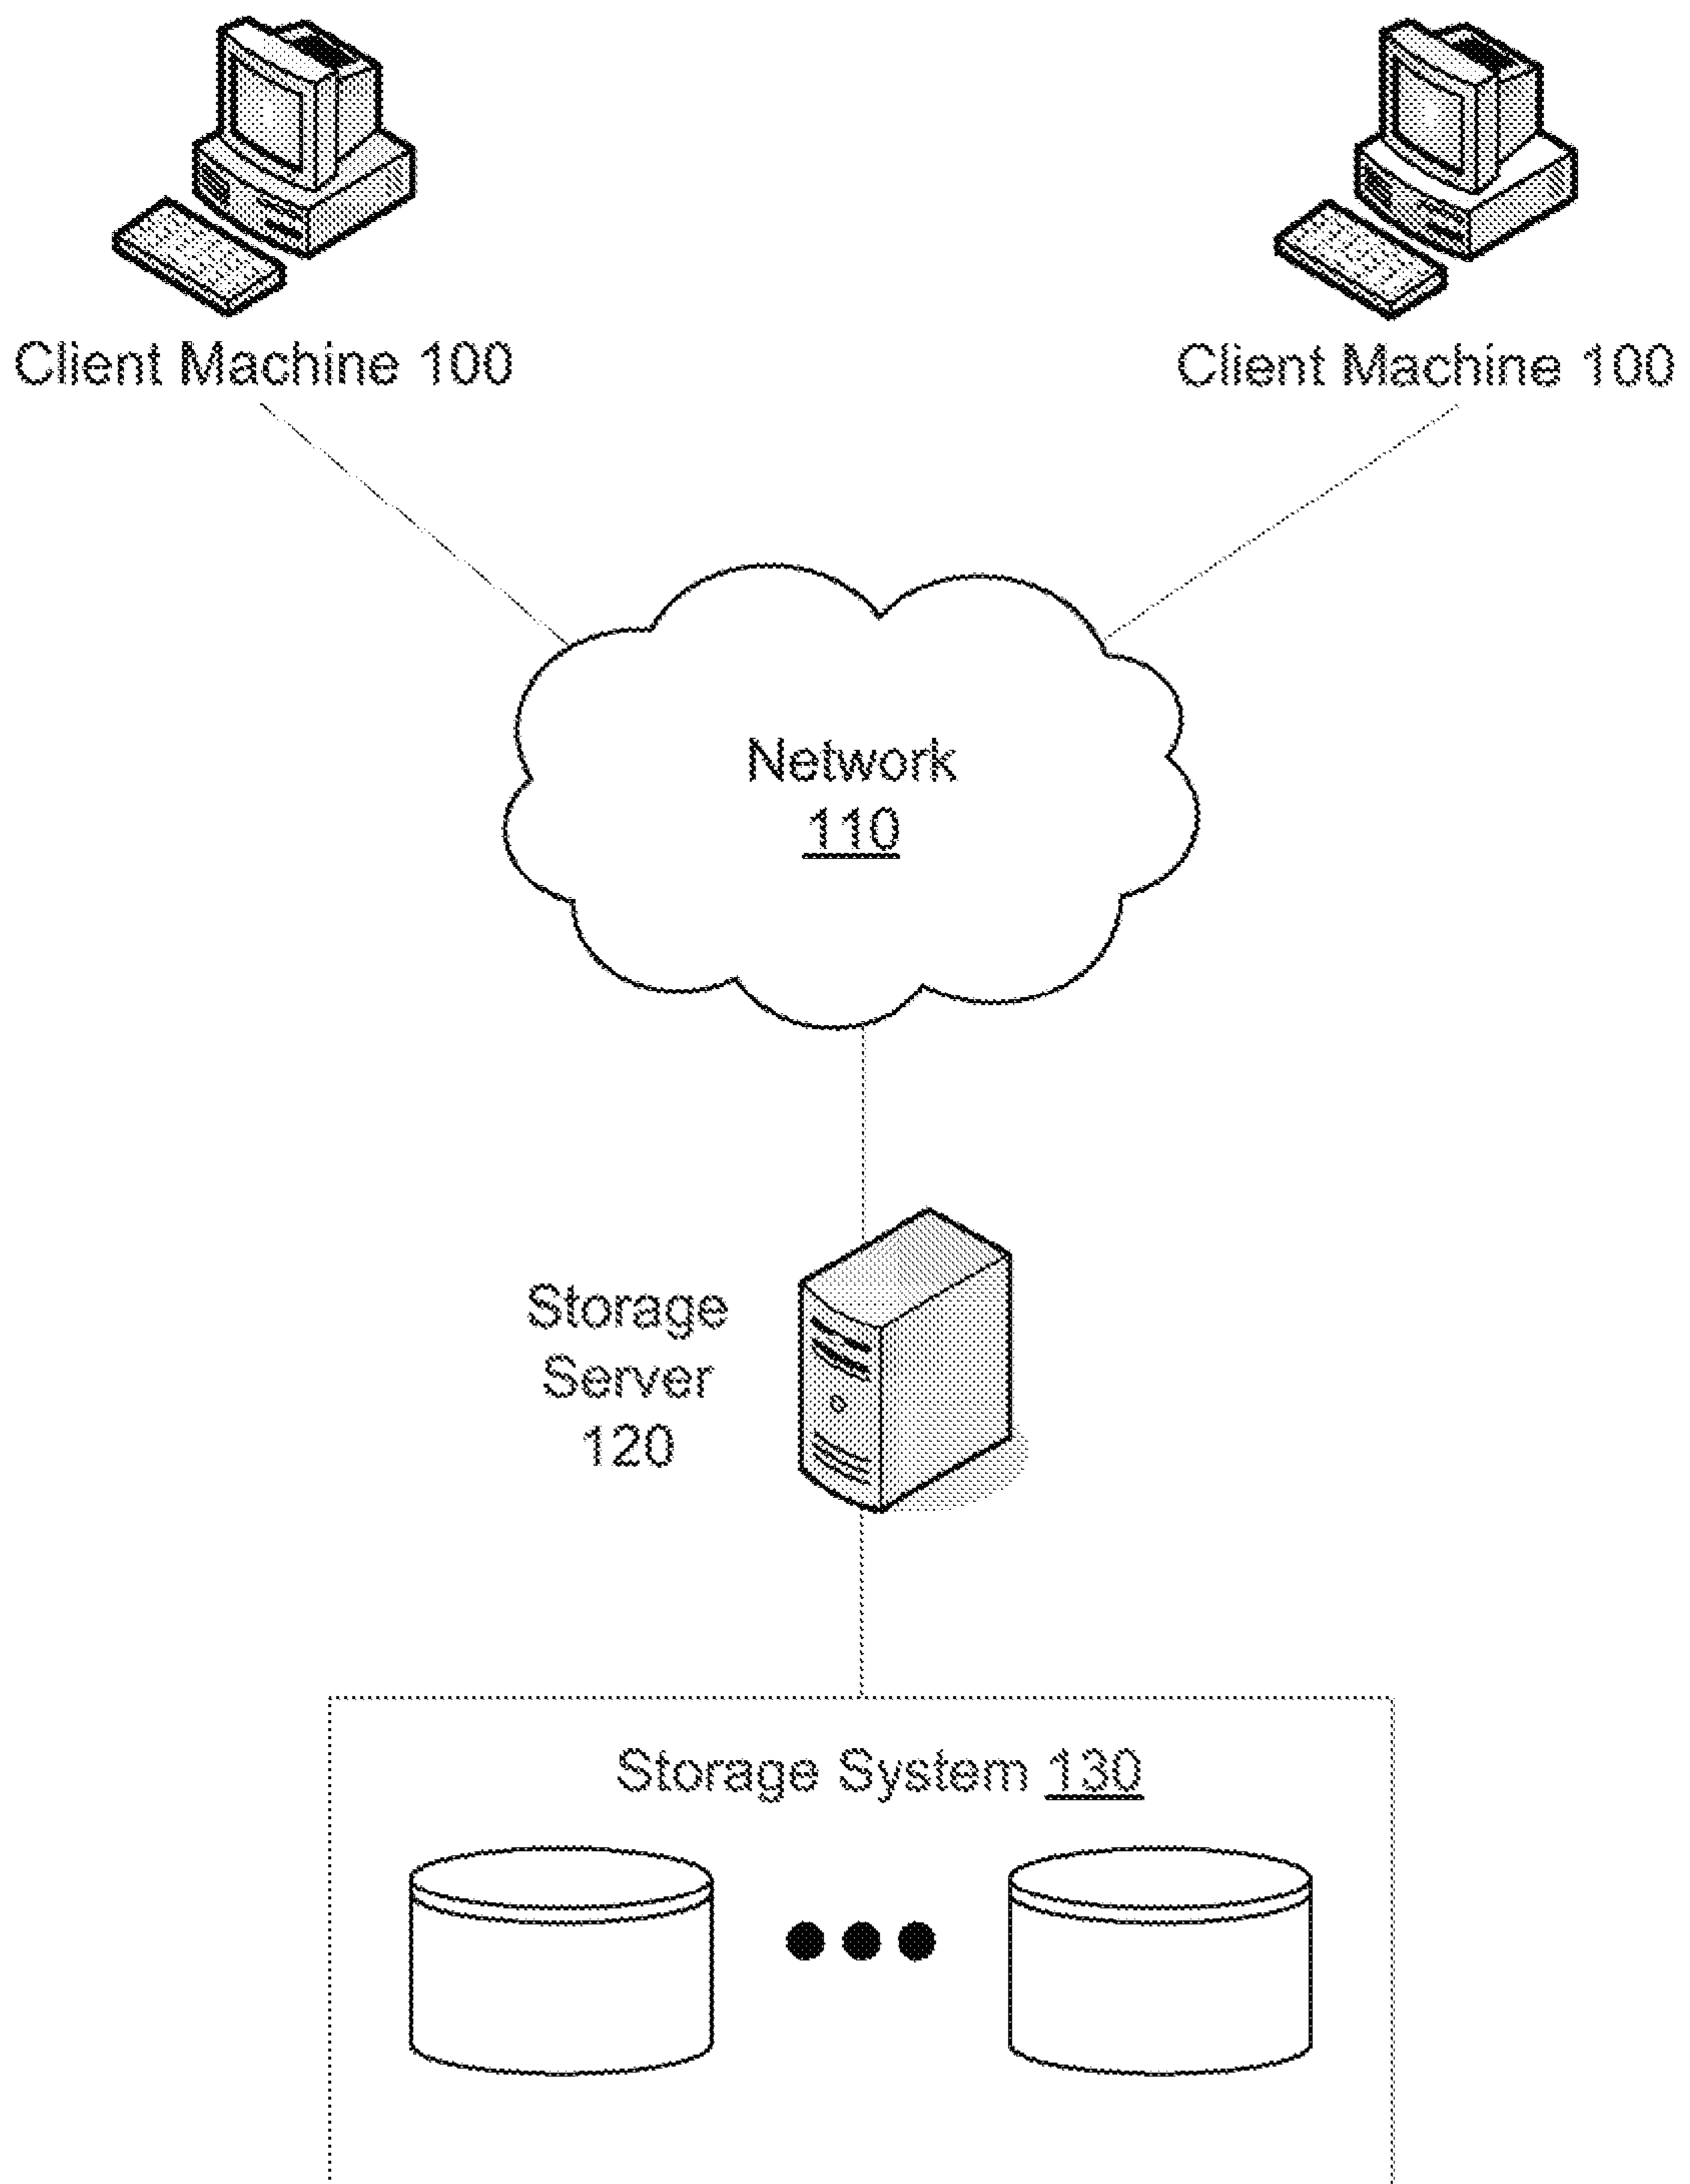 Client Machine 100
Client Machine 100
Network
110
Storage
Server
120
Storage System 130